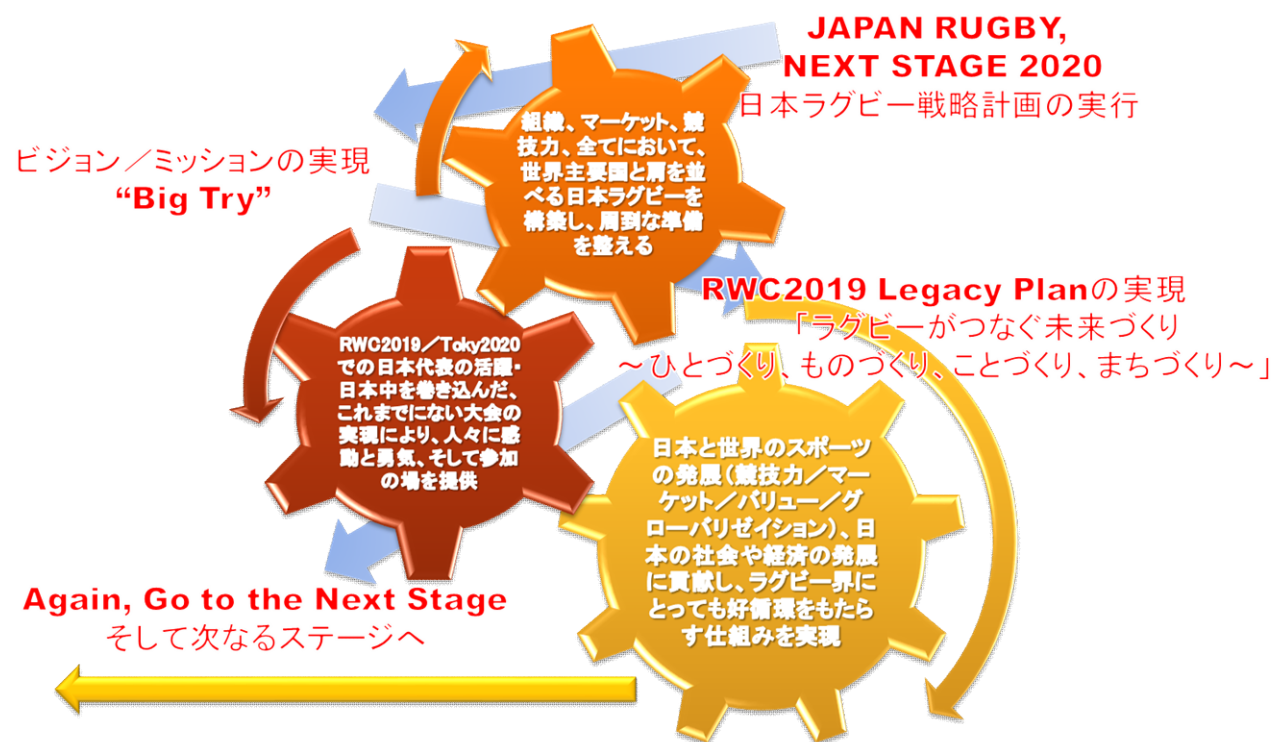 JAPAN RUGBY,
NEXT STAGE 2020
日本ラグビー戦略計画の実行
組織、マーケット、競
技力、全てにおいて、
世界主要国と肩を並
べる日本ラグビーを
構築し、周到な準備
を整える
ビジョン／ミッションの実現
“Big Try”
RWC2019 Legacy Planの実現
「ラグビーがつなぐ未来づくり
～ひとづくり、ものづくり、ことづくり、まちづくり～」
RWC2019／Toky2020
での日本代表の活躍・
日本中を巻き込んだ、
これまでにない大会の
実現により、人々に感
動と勇気、そして参加
の場を提供
日本と世界のスポーツ
の発展（競技力／マー
ケット／バリュー／グ
ローバリゼイション）、日
本の社会や経済の発展
に貢献し、ラグビー界に
とっても好循環をもたら
す仕組みを実現
Again, Go to the Next Stage
そして次なるステージへ